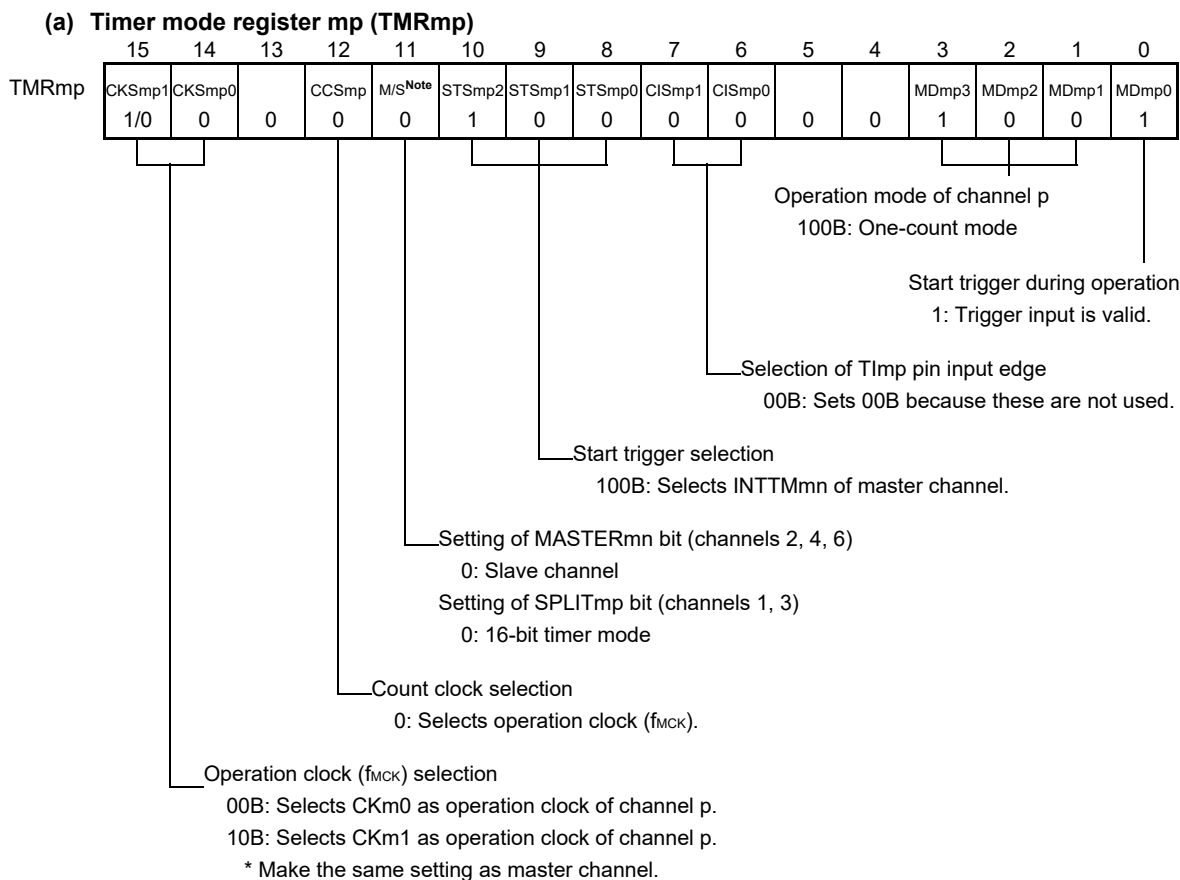 (a) Timer mode register mp (TMRmp)
15 14 13 12 11 10 9 8 7 6 5 4 3 2 1 0
TMRmp CKSmp1 CKSmp0 CCSmp M/SNote STSmp2 STSmp1 STSmp0 CISmp1 CISmp0 MDmp3 MDmp2 MDmp1 MDmp0
1/0 0 0 0 0 1 0 0 0 0 0 0 1 0 0 1
Operation mode of channel p
100B: One-count mode
Start trigger during operation
1: Trigger input is valid.
Selection of TImp pin input edge
00B: Sets 00B because these are not used.
Start trigger selection
100B: Selects INTTMmn of master channel.
Setting of MASTERmn bit (channels 2, 4, 6)
0: Slave channel
Setting of SPLITmp bit (channels 1, 3)
0: 16-bit timer mode
Count clock selection
0: Selects operation clock (fMCK).
Operation clock (fMCK) selection
00B: Selects CKm0 as operation clock of channel p.
10B: Selects CKm1 as operation clock of channel p.
* Make the same setting as master channel.